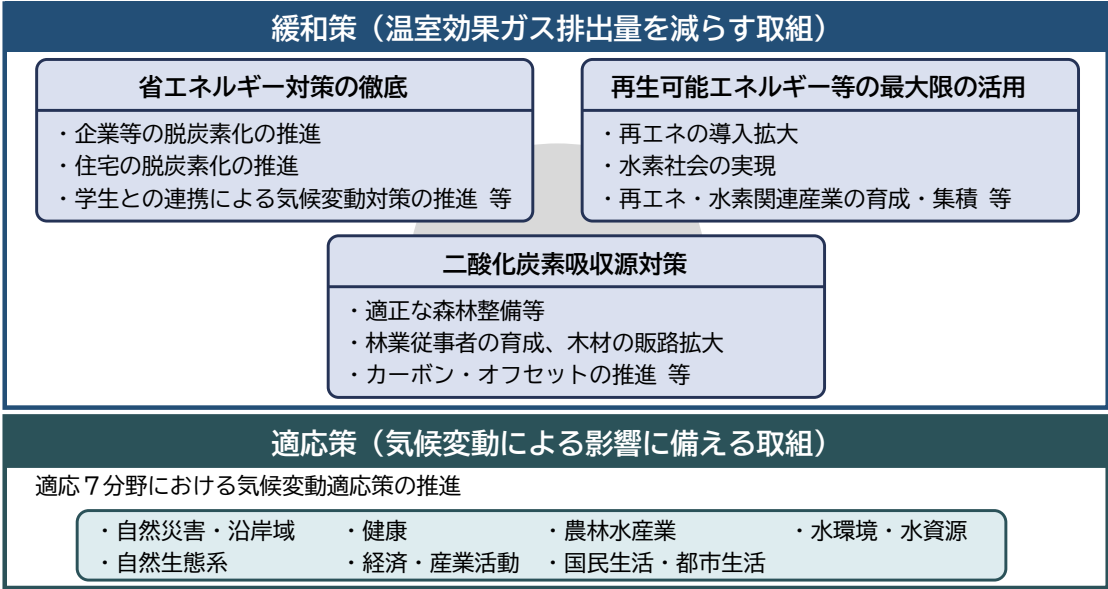 緩和策（温室効果ガス排出量を減らす取組）
省エネルギー対策の徹底
・企業等の脱炭素化の推進
・住宅の脱炭素化の推進
・学生との連携による気候変動対策の推進 等
再生可能エネルギー等の最大限の活用
・再エネの導入拡大
・水素社会の実現
・再エネ・水素関連産業の育成・集積 等
二酸化炭素吸収源対策
・適正な森林整備等
・林業従事者の育成、木材の販路拡大
・カーボン・オフセットの推進 等
適応策（気候変動による影響に備える取組）
適応７分野における気候変動適応策の推進
・自然災害・沿岸域 ・健康 ・農林水産業 ・水環境・水資源
・自然生態系 ・経済・産業活動 ・国民生活・都市生活